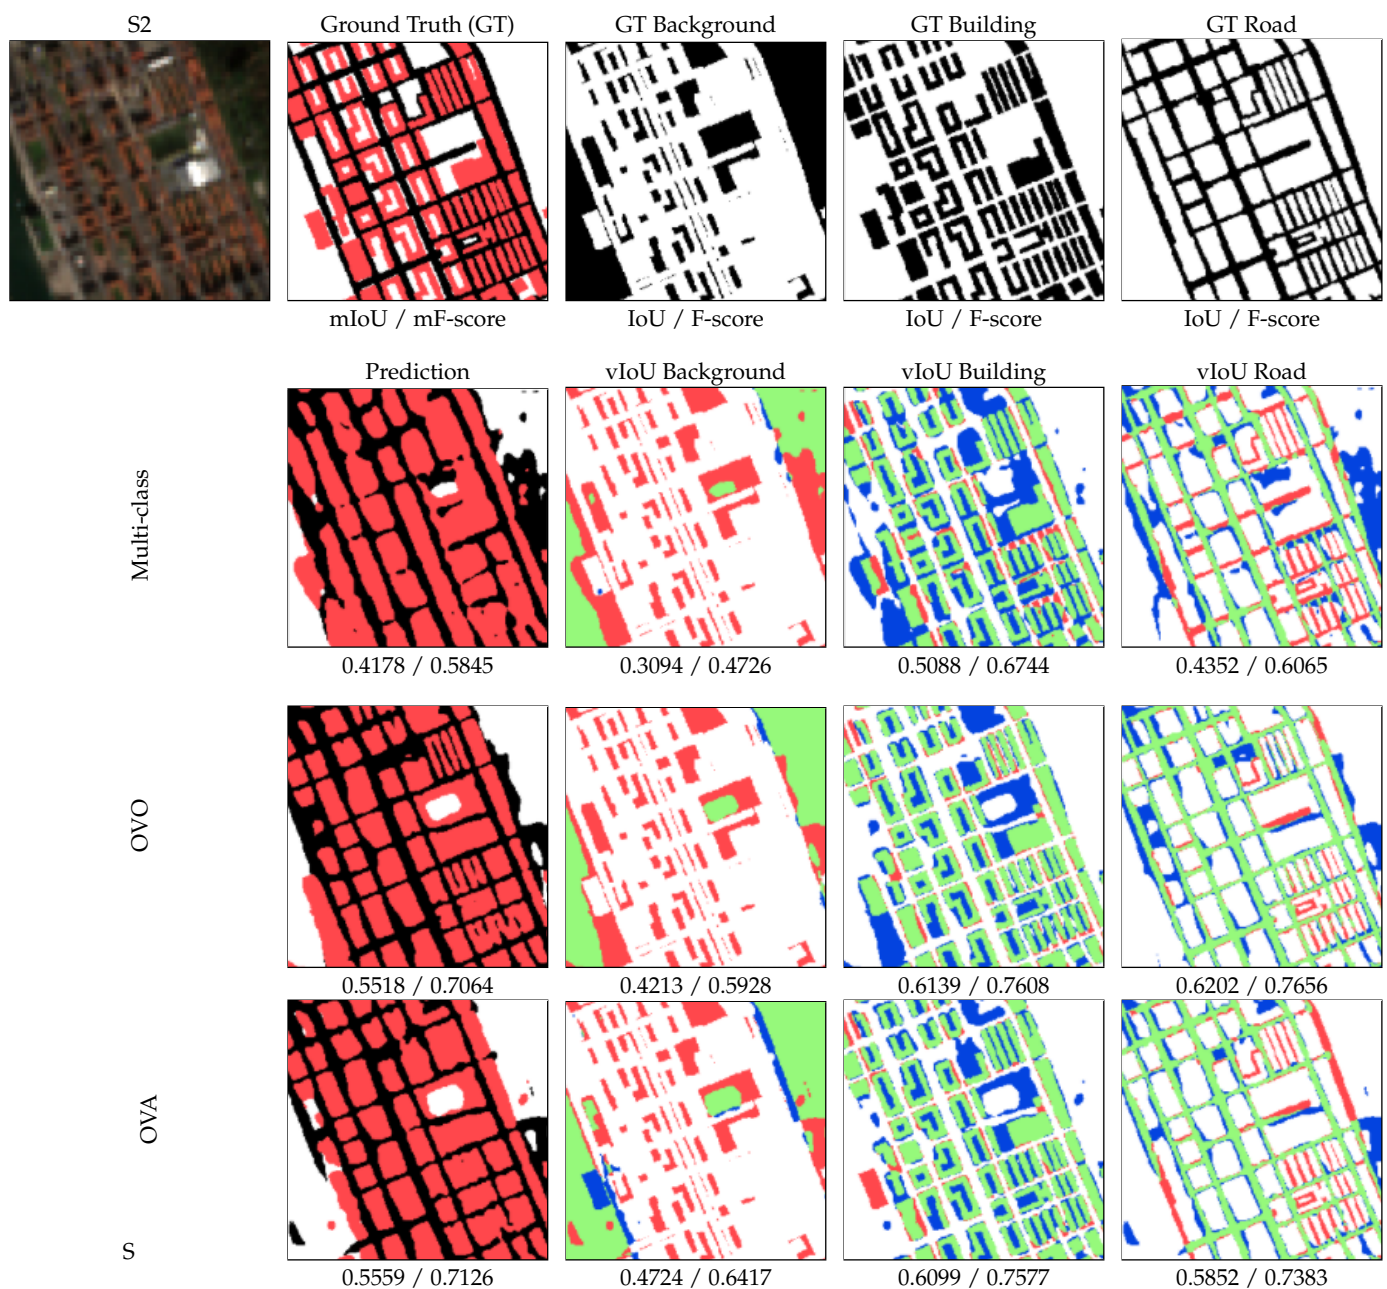 S2 Ground Truth (GT) GT Background GT Building GT Road
mIoU / mF-score IoU / F-score IoU / F-score IoU / F-score
Prediction vIoU Background vIoU Building vIoU Road
Multi-class
0.4178 / 0.5845 0.3094 / 0.4726 0.5088 / 0.6744 0.4352 / 0.6065
OVO
0.5518 / 0.7064 0.4213 / 0.5928 0.6139 / 0.7608 0.6202 / 0.7656
OVA
S
0.5559 / 0.7126 0.4724 / 0.6417 0.6099 / 0.7577 0.5852 / 0.7383